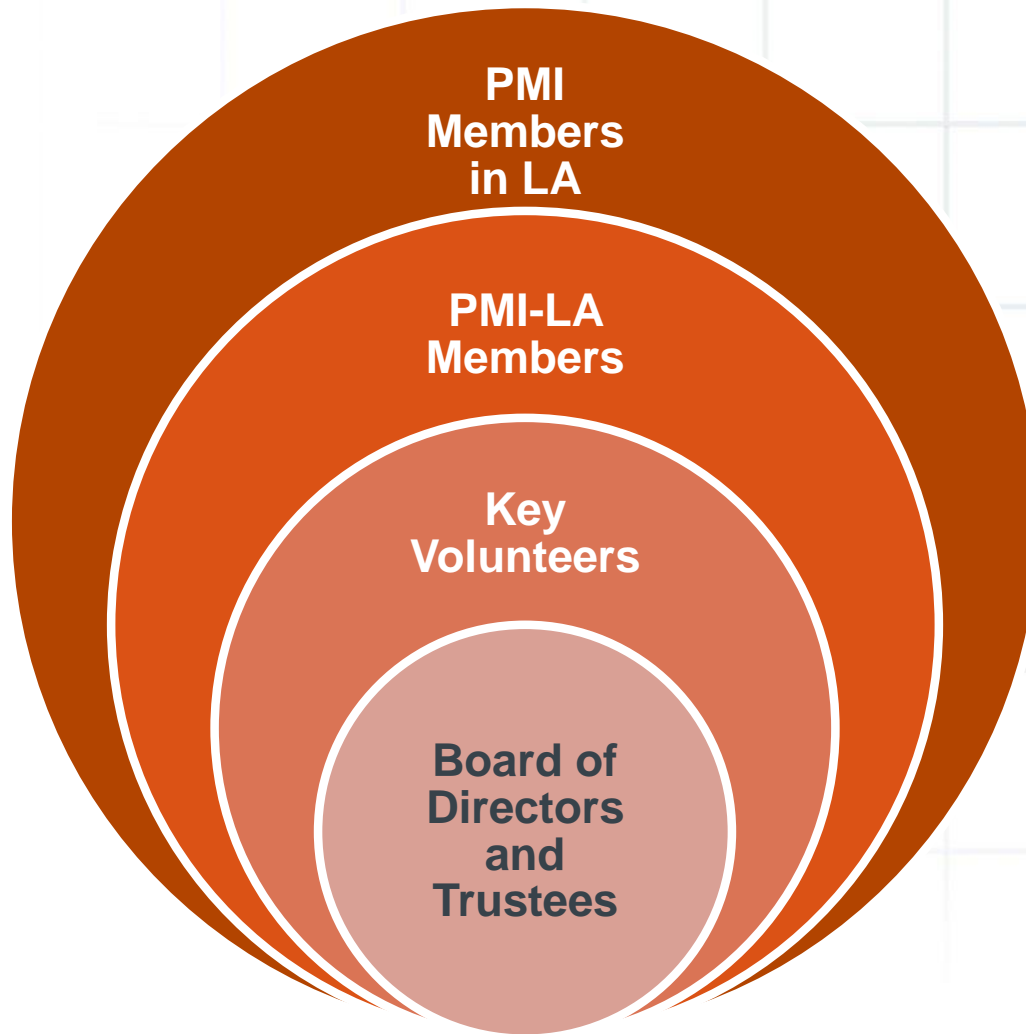 PMI
Members
in LA
PMI-LA
Members
Key
Volunteers
Board of
Directors
and
Trustees